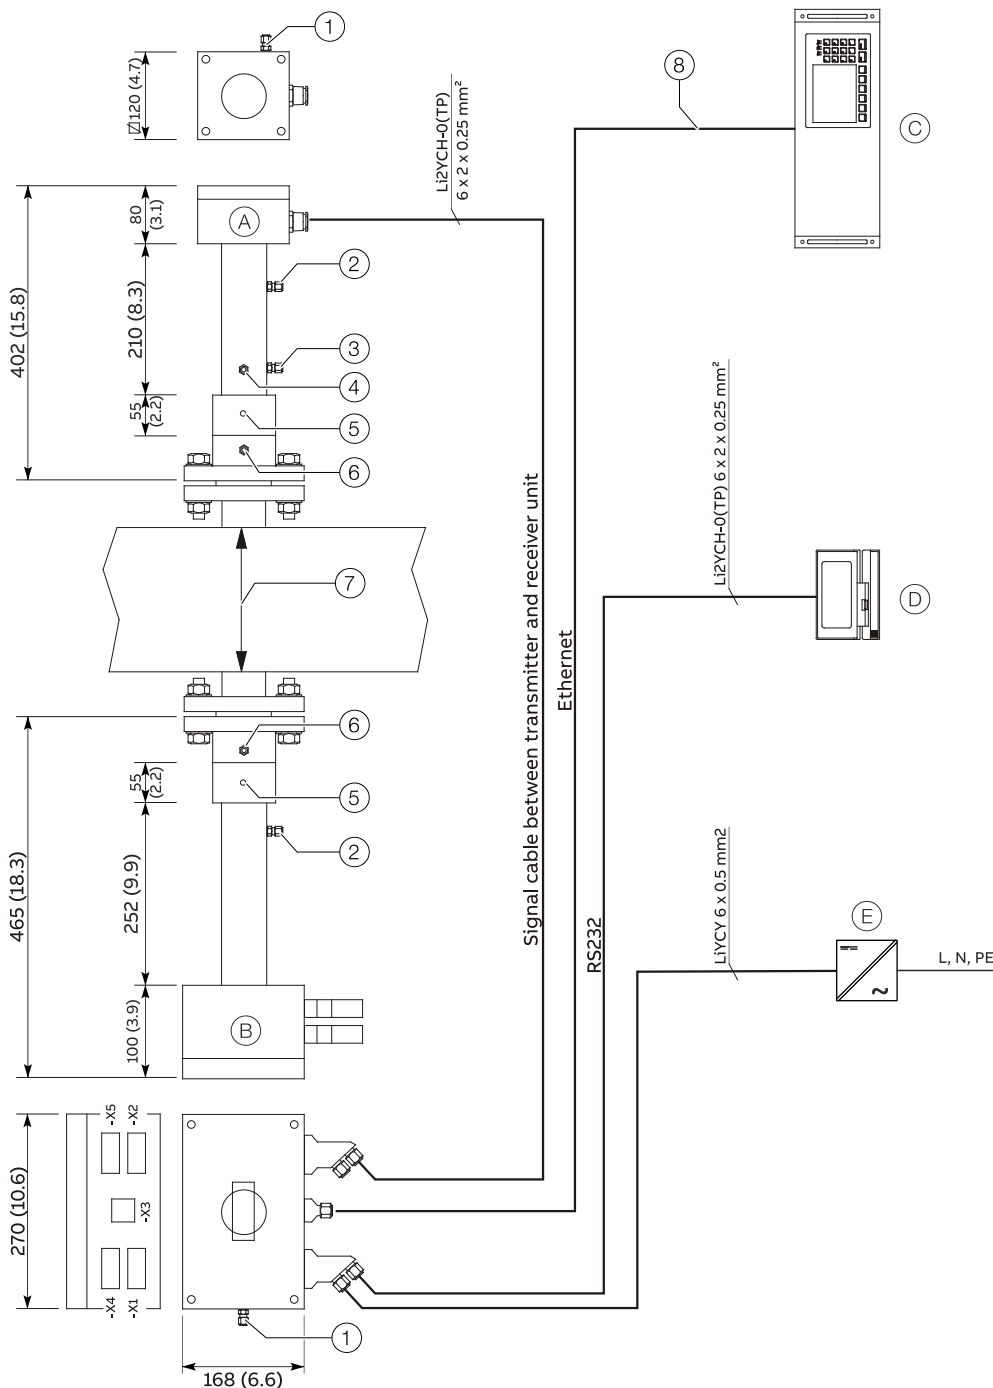 1
□120 (4.7)
Li2YCH-0(TP)
6 x 2 x 0.25 mm²
8
C
402 (15.8)
80
(3.1)
A
210 (8.3)
2
3
4
55
(2.2)
5
6
7
Signal cable between transmitter and receiver unit
Ethernet
Li2YCH-0(TP) 6 x 2 x 0.25 mm²
D
465 (18.3)
6
55
(2.2)
5
2
252 (9.9)
RS232
LiYCY 6 x 0.5 mm2
E
L, N, PE
~
100 (3.9)
B
270 (10.6)
-X5
-X2
-X3
-X4
-X1
1
168 (6.6)